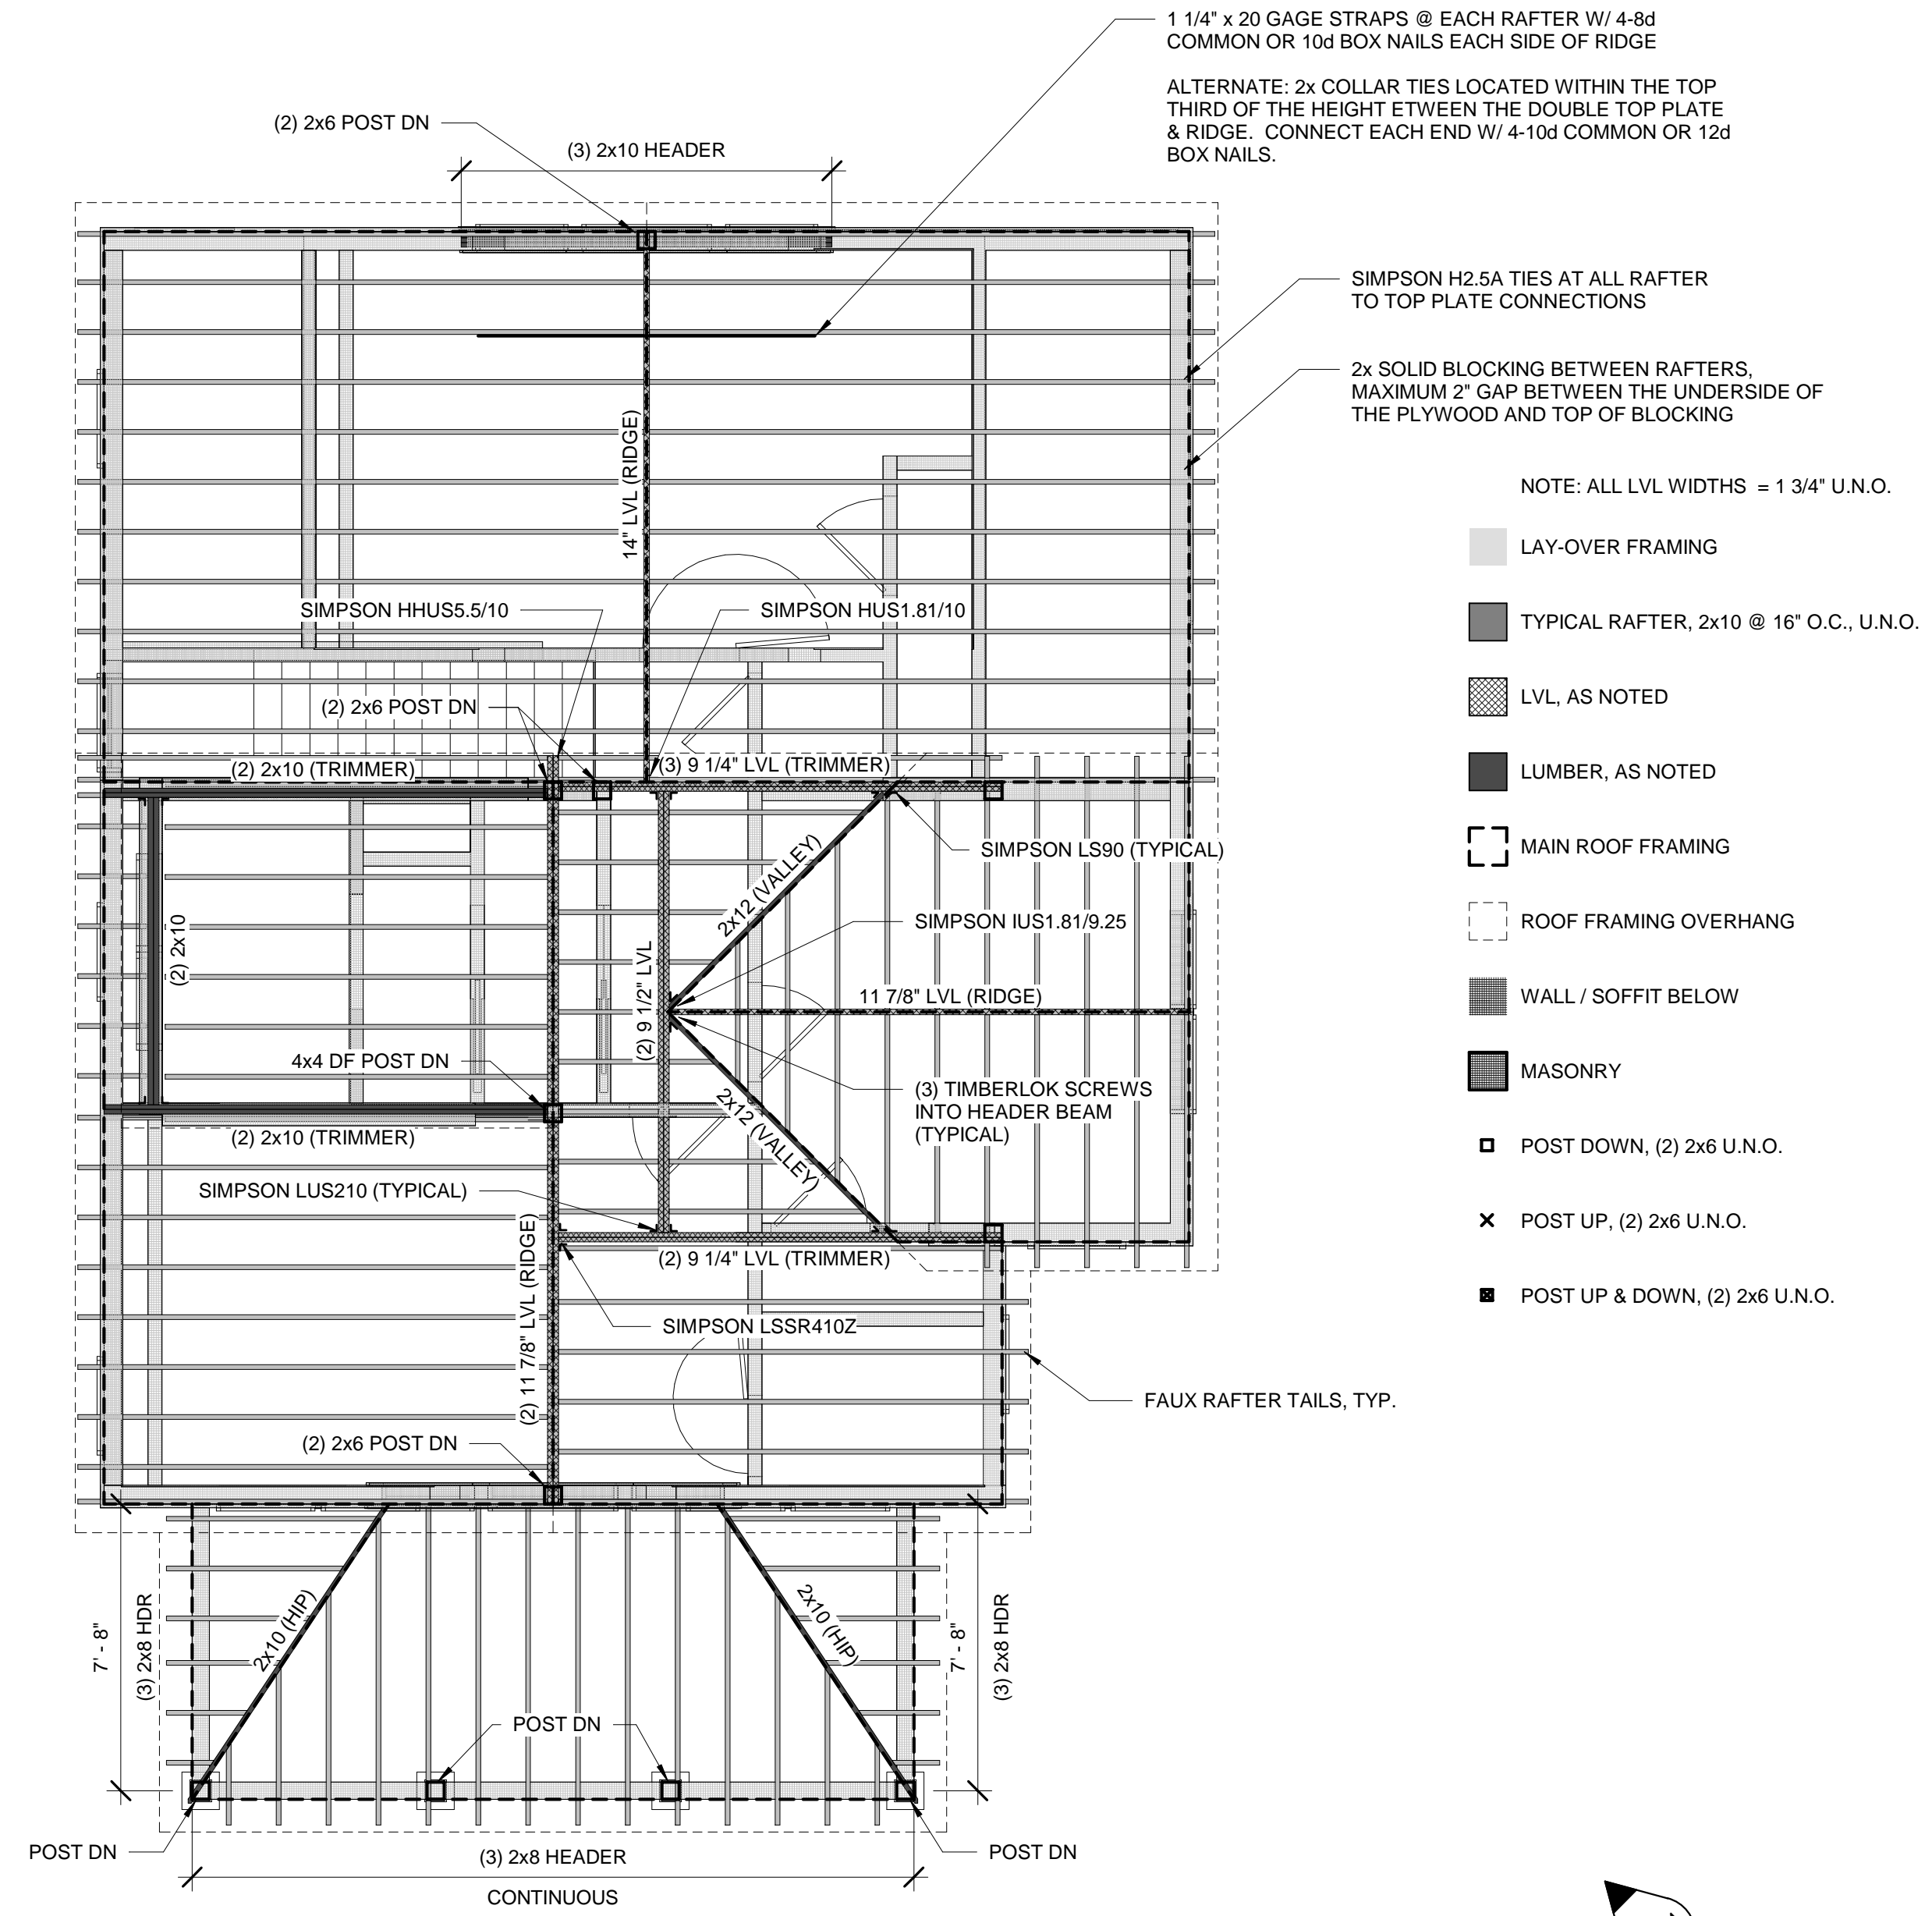 1 1/4" x 20 GAGE STRAPS @ EACH RAFTER W/ 4-8d
COMMON OR 10d BOX NAILS EACH SIDE OF RIDGE
ALTERNATE: 2x COLLAR TIES LOCATED WITHIN THE TOP
THIRD OF THE HEIGHT ETWEEN THE DOUBLE TOP PLATE
& RIDGE. CONNECT EACH END W/ 4-10d COMMON OR 12d
BOX NAILS.
(2) 2x6 POST DN
(3) 2x10 HEADER
SIMPSON H2.5A TIES AT ALL RAFTER
TO TOP PLATE CONNECTIONS
2x SOLID BLOCKING BETWEEN RAFTERS,
MAXIMUM 2" GAP BETWEEN THE UNDERSIDE OF
THE PLYWOOD AND TOP OF BLOCKING
14" LVL (RIDGE)
SIMPSON HHUS5.5/10
SIMPSON HUS1.81/10
(2) 2x6 POST DN
(2) 2x10 (TRIMMER)
(3) 9 1/4" LVL (TRIMMER)
SIMPSON LS90 (TYPICAL)
2x12 (VALLEY)
SIMPSON IUS1.81/9.25
(2) 2x10
(2) 9 1/2" LVL
11 7/8" LVL (RIDGE)
4x4 DF POST DN
(3) TIMBERLOK SCREWS
INTO HEADER BEAM
(TYPICAL)
2x12 (VALLEY)
(2) 2x10 (TRIMMER)
SIMPSON LUS210 (TYPICAL)
(2) 9 1/4" LVL (TRIMMER)
(2) 11 7/8" LVL (RIDGE)
SIMPSON LSSR410Z
FAUX RAFTER TAILS, TYP.
(2) 2x6 POST DN
7' - 8"
(3) 2x8 HDR
2x10 (HIP)
2x10 (HIP)
7' - 8"
(3) 2x8 HDR
POST DN
POST DN
(3) 2x8 HEADER
CONTINUOUS
POST DN
NOTE: ALL LVL WIDTHS = 1 3/4" U.N.O.
LAY-OVER FRAMING
TYPICAL RAFTER, 2x10 @ 16" O.C., U.N.O.
LVL, AS NOTED
LUMBER, AS NOTED
MAIN ROOF FRAMING
ROOF FRAMING OVERHANG
WALL / SOFFIT BELOW
MASONRY
POST DOWN, (2) 2x6 U.N.O.
POST UP, (2) 2x6 U.N.O.
POST UP & DOWN, (2) 2x6 U.N.O.